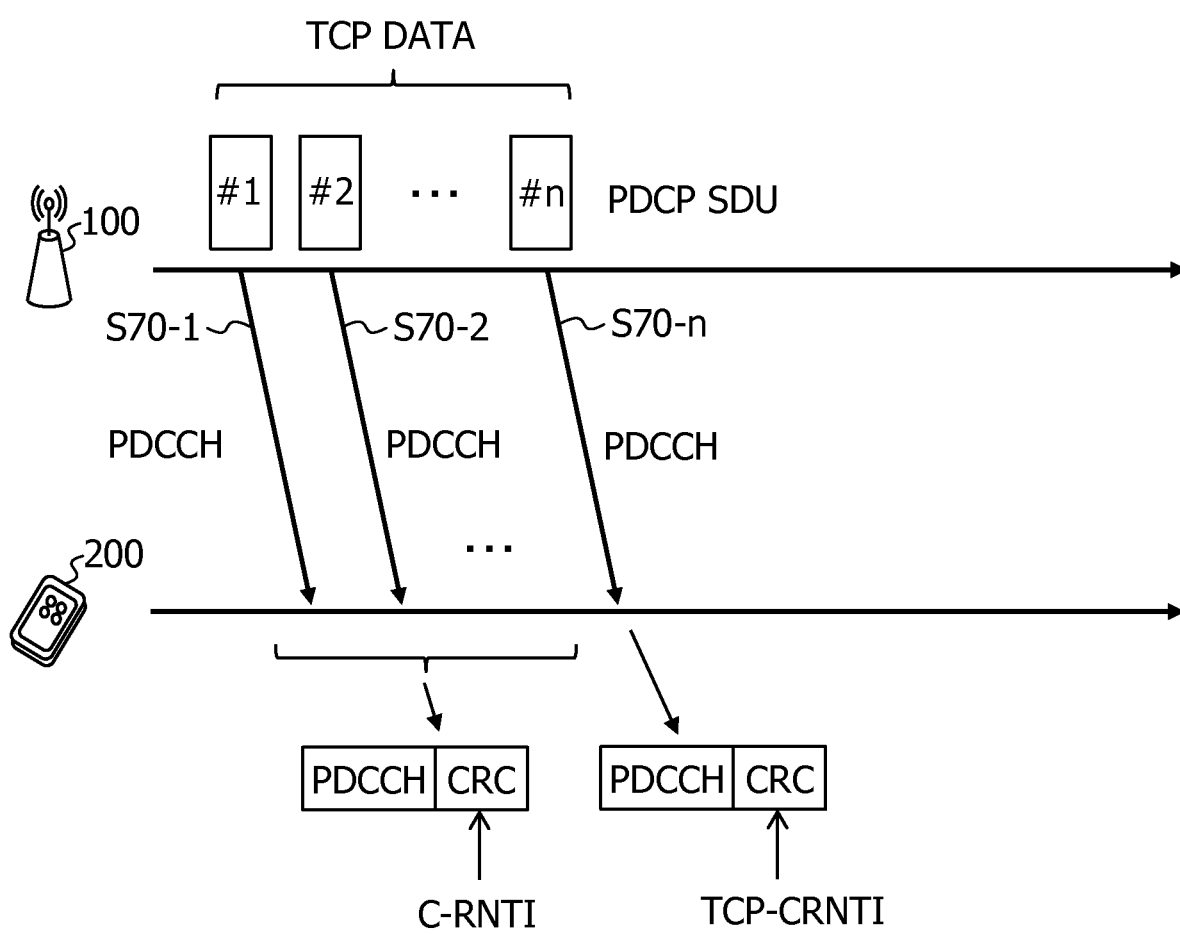 TCP DATA
#1 #2 ... #n PDCP SDU
100
S70-1 S70-2 S70-n
PDCCH PDCCH PDCCH
...
200
PDCCH CRC PDCCH CRC
C-RNTI TCP-CRNTI